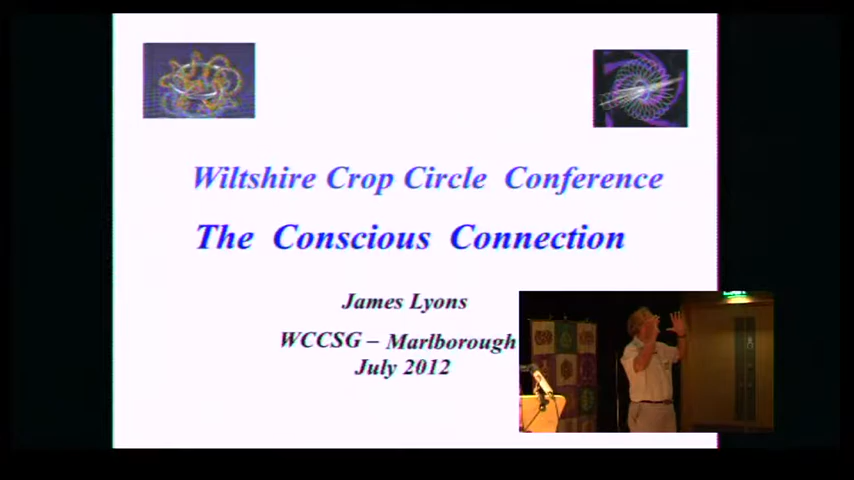 Wiltshire Crop Circle Conference
The Conscious Connection
James Lyons
WCCSG – Marlborough
July 2012